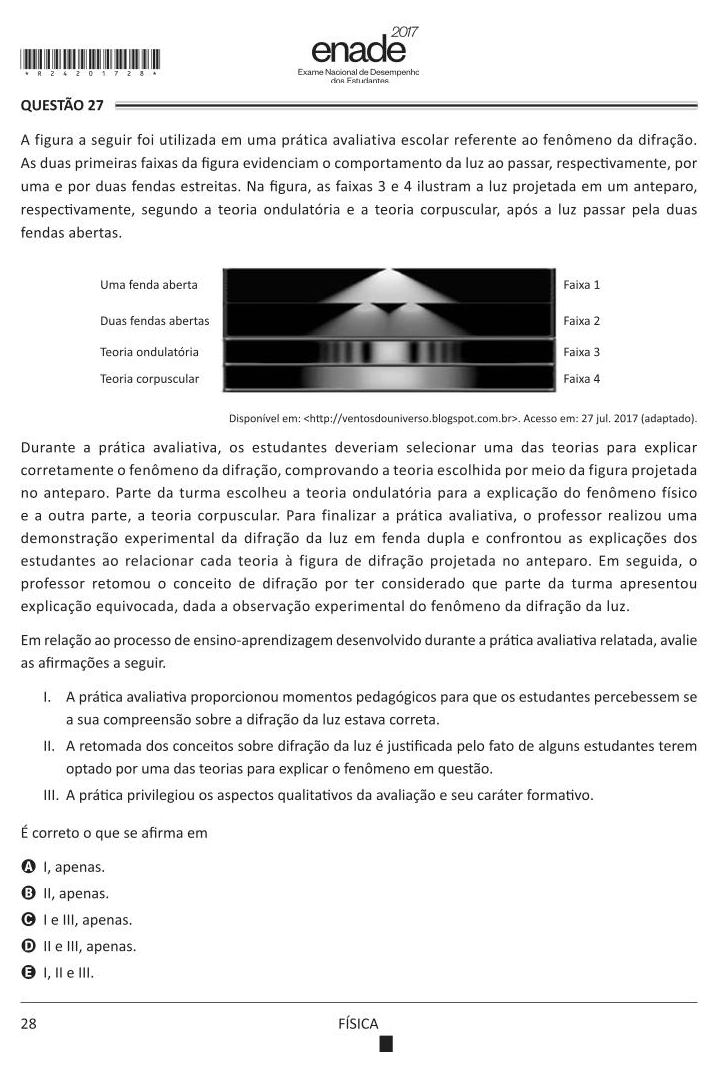 2017
enade
Exame Nacional de Desempenho
dos Estudantes
*R24201728*
QUESTÃO 27
A figura a seguir foi utilizada em uma prática avaliativa escolar referente ao fenômeno da difração.
As duas primeiras faixas da figura evidenciam o comportamento da luz ao passar, respectivamente, por
uma e por duas fendas estreitas. Na figura, as faixas 3 e 4 ilustram a luz projetada em um anteparo,
respectivamente, segundo a teoria ondulatória e a teoria corpuscular, após a luz passar pela duas
fendas abertas.
Uma fenda aberta Faixa 1
Duas fendas abertas Faixa 2
Teoria ondulatória Faixa 3
Teoria corpuscular Faixa 4
Disponível em: <http://ventosdouniverso.blogspot.com.br>. Acesso em: 27 jul. 2017 (adaptado).
Durante a prática avaliativa, os estudantes deveriam selecionar uma das teorias para explicar
corretamente o fenômeno da difração, comprovando a teoria escolhida por meio da figura projetada
no anteparo. Parte da turma escolheu a teoria ondulatória para a explicação do fenômeno físico
e a outra parte, a teoria corpuscular. Para finalizar a prática avaliativa, o professor realizou uma
demonstração experimental da difração da luz em fenda dupla e confrontou as explicações dos
estudantes ao relacionar cada teoria à figura de difração projetada no anteparo. Em seguida, o
professor retomou o conceito de difração por ter considerado que parte da turma apresentou
explicação equivocada, dada a observação experimental do fenômeno da difração da luz.
Em relação ao processo de ensino-aprendizagem desenvolvido durante a prática avaliativa relatada, avalie
as afirmações a seguir.
I. A prática avaliativa proporcionou momentos pedagógicos para que os estudantes percebessem se
a sua compreensão sobre a difração da luz estava correta.
II. A retomada dos conceitos sobre difração da luz é justificada pelo fato de alguns estudantes terem
optado por uma das teorias para explicar o fenômeno em questão.
III. A prática privilegiou os aspectos qualitativos da avaliação e seu caráter formativo.
É correto o que se afirma em
A I, apenas.
B II, apenas.
C I e III, apenas.
D II e III, apenas.
E I, II e III.
28
FÍSICA